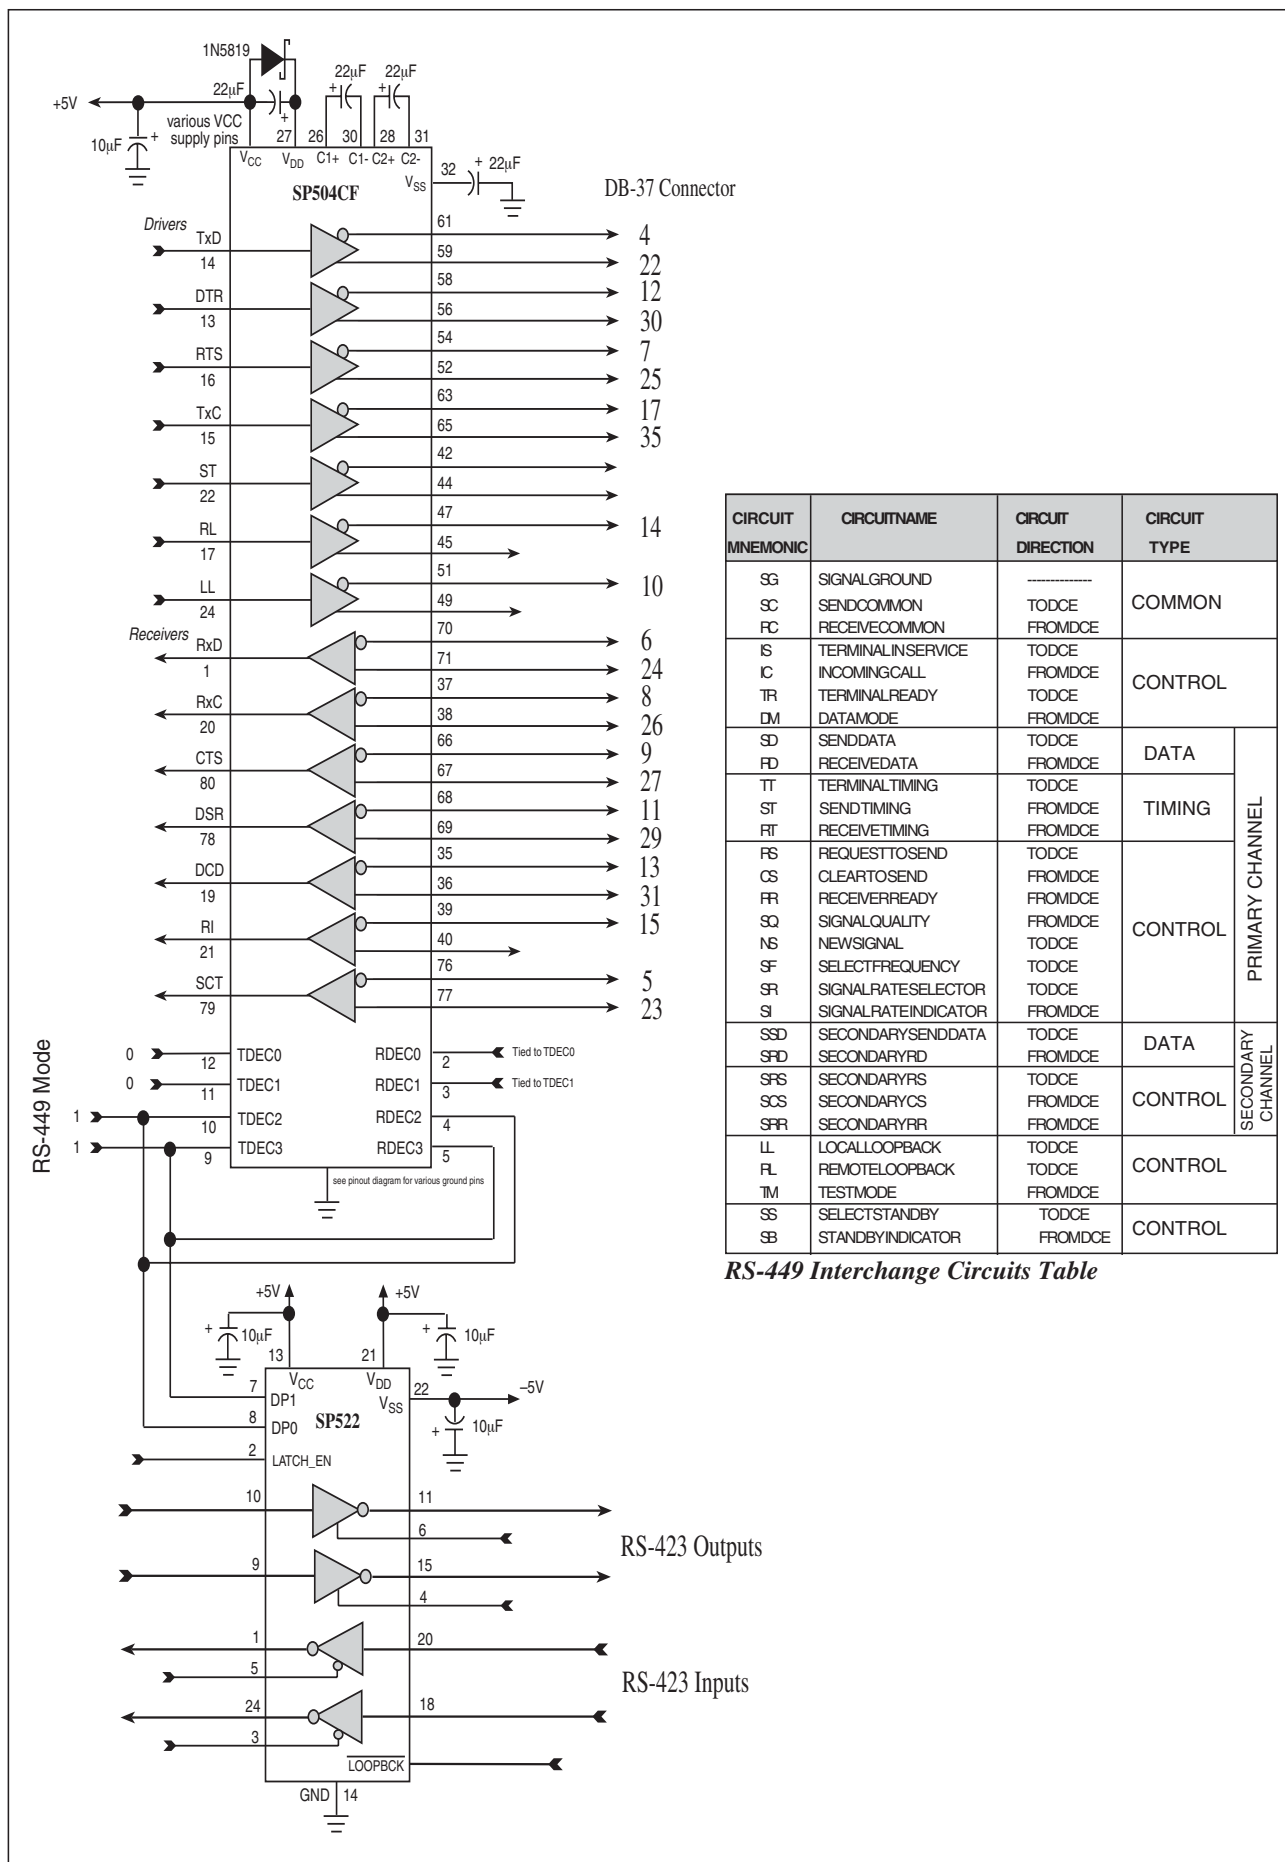 1N5819
22µF
22µF
22µF
+5V
+
+
+
various VCC
supply pins
10µF
+
27
26
30
28
31
VCC
VDD
C1+
C1-
C2+
C2-
32
+
22µF
SP504CF
VSS
DB-37 Connector
Drivers
TxD
14
61
4
59
22
DTR
13
58
12
56
30
RTS
16
54
7
52
25
TxC
15
63
17
65
35
ST
22
42
44
RL
17
47
14
45
LL
24
51
10
49
Receivers
RxD
1
70
6
71
24
RxC
20
37
8
38
26
CTS
80
66
9
67
27
DSR
78
68
11
69
29
DCD
19
35
13
36
31
RI
21
39
15
40
SCT
79
76
5
77
23
RS-449 Mode
0
12
TDEC0
RDEC0
2
Tied to TDEC0
0
11
TDEC1
RDEC1
3
Tied to TDEC1
1
10
TDEC2
RDEC2
4
1
9
TDEC3
RDEC3
5
see pinout diagram for various ground pins
+5V
+5V
+
10µF
+
10µF
13
21
VCC
VDD
7
DP1
VSS
22
–5V
8
DP0
SP522
+
10µF
2
LATCH_EN
10
11
6
RS-423 Outputs
9
15
4
1
20
5
RS-423 Inputs
24
18
3
LOOPBCK
GND
14
CIRCUIT MNEMONIC
CIRCUITNAME
CIRCUIT DIRECTION
CIRCUIT TYPE
SG SIGNALGROUND --------------
SC SENDCOMMON TODCE
RC RECEIVECOMMON FROMDCE
COMMON
IS TERMINALINSERVICE TODCE
IC INCOMINGCALL FROMDCE
TR TERMINALREADY TODCE
DM DATAMODE FROMDCE
CONTROL
SD SENDDATA TODCE
RD RECEIVEDATA FROMDCE
DATA
TT TERMINALTIMING TODCE
ST SENDTIMING FROMDCE
RT RECEIVETIMING FROMDCE
TIMING
RS REQUESTTOSEND TODCE
CS CLEARTOSEND FROMDCE
RR RECEIVERREADY FROMDCE
SQ SIGNALQUALITY FROMDCE
NS NEWSIGNAL TODCE
SF SELECTFREQUENCY TODCE
SR SIGNALRATESELECTOR TODCE
SI SIGNALRATEINDICATOR FROMDCE
CONTROL
PRIMARY CHANNEL
SSD SECONDARYSENDDATA TODCE
SRD SECONDARYRD FROMDCE
DATA
SRS SECONDARYRS TODCE
SCS SECONDARYCS FROMDCE
SRR SECONDARYRR FROMDCE
CONTROL
SECONDARY
CHANNEL
LL LOCALLOOPBACK TODCE
RL REMOTELOOPBACK TODCE
TM TESTMODE FROMDCE
CONTROL
SS SELECTSTANDBY TODCE
SB STANDBYINDICATOR FROMDCE
CONTROL
RS-449 Interchange Circuits Table